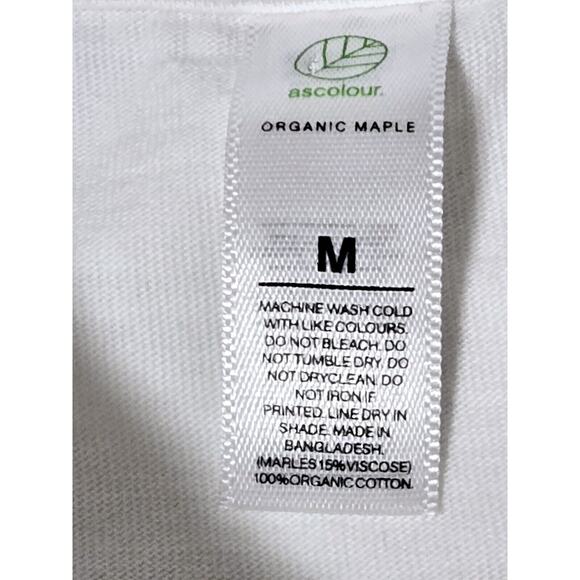 ascolour.
ORGANIC MAPLE
M
MACHINE WASH COLD
WITH LIKE COLOURS.
DO NOT BLEACH. DO
NOT TUMBLE DRY. DO
NOT DRYCLEAN. DO
NOT IRON IF
PRINTED. LINE DRY IN
SHADE. MADE IN
BANGLADESH.
(MARLES 15% VISCOSE)
100% ORGANIC COTTON.